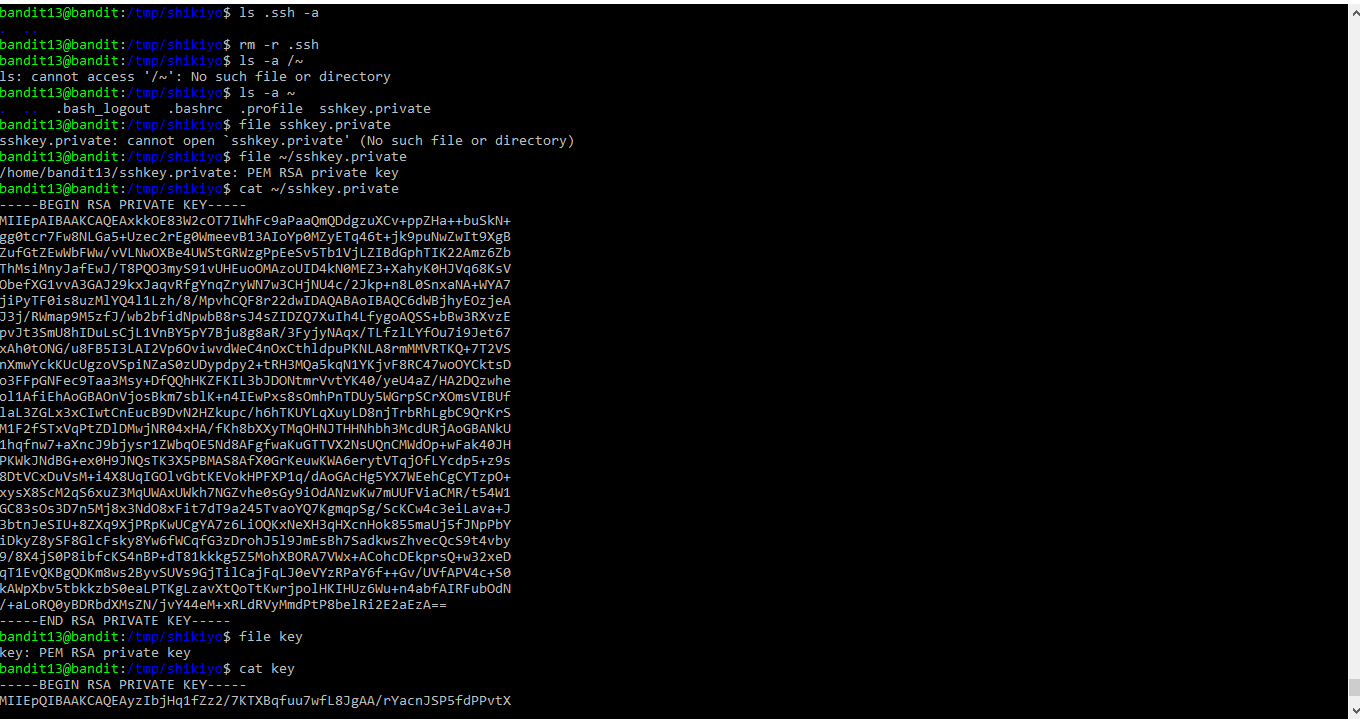 bandit13@bandit:/tmp/shikiyo$ ls .ssh -a
. ..
bandit13@bandit:/tmp/shikiyo$ rm -r .ssh
bandit13@bandit:/tmp/shikiyo$ ls -a /~
ls: cannot access '/~': No such file or directory
bandit13@bandit:/tmp/shikiyo$ ls -a ~
. .. .bash_logout .bashrc .profile sshkey.private
bandit13@bandit:/tmp/shikiyo$ file sshkey.private
sshkey.private: cannot open `sshkey.private' (No such file or directory)
bandit13@bandit:/tmp/shikiyo$ file ~/sshkey.private
/home/bandit13/sshkey.private: PEM RSA private key
bandit13@bandit:/tmp/shikiyo$ cat ~/sshkey.private
-----BEGIN RSA PRIVATE KEY-----
MIIEpAIBAAKCAQEAxkkOE83W2cOT7IWhFc9aPaaQmQDdgzuXCv+ppZHa++buSkN+
gg0tcr7Fw8NLGa5+Uzec2rEg0WmeevB13AIoYp0MZyETq46t+jk9puNwZwIt9XgB
ZufGtZEwWbFWw/vVLNwOXBe4UWStGRWzgPpEeSv5Tb1VjLZIBdGphTIK22Amz6Zb
ThMsiMnyJafEwJ/T8PQO3myS91vUHEuoOMAzoUID4kN0MEZ3+XahyK0HJVq68KsV
ObefXG1vvA3GAJ29kxJaqvRfgYnqZryWN7w3CHjNU4c/2Jkp+n8L0SnxaNA+WYA7
jiPyTF0is8uzMlYQ4l1Lzh/8/MpvhCQF8r22dwIDAQABAoIBAQC6dWBjhyEOzjeA
J3j/RWmap9M5zfJ/wb2bfidNpwbB8rsJ4sZIDZQ7XuIh4LfygoAQSS+bBw3RXvzE
pvJt3SmU8hIDuLsCjL1VnBY5pY7Bju8g8aR/3FyjyNAqx/TLfzlLYfOu7i9Jet67
xAh0tONG/u8FB5I3LAI2Vp6OviwvdWeC4nOxCthldpuPKNLA8rmMMVRTKQ+7T2VS
nXmwYckKUcUgzoVSpiNZaS0zUDypdpy2+tRH3MQa5kqN1YKjvF8RC47woOYCktsD
o3FFpGNFec9Taa3Msy+DfQQhHKZFKIL3bJDONtmrVvtYK40/yeU4aZ/HA2DQzwhe
ol1AfiEhAoGBAOnVjosBkm7sblK+n4IEwPxs8sOmhPnTDUy5WGrpSCrXOmsVIBUf
laL3ZGLx3xCIwtCnEucB9DvN2HZkupc/h6hTKUYLqXuyLD8njTrbRhLgbC9QrKrS
M1F2fSTxVqPtZDlDMwjNR04xHA/fKh8bXXyTMqOHNJTHHNhbh3McdURjAoGBANkU
1hqfnw7+aXncJ9bjysr1ZWbqOE5Nd8AFgfwaKuGTTVX2NsUQnCMWdOp+wFak40JH
PKWkJNdBG+ex0H9JNQsTK3X5PBMAS8AfX0GrKeuwKWA6erytVTqjOfLYcdp5+z9s
8DtVCxDuVsM+i4X8UqIGOlvGbtKEVokHPFXP1q/dAoGAcHg5YX7WEehCgCYTzpO+
xysX8ScM2qS6xuZ3MqUWAxUWkh7NGZvhe0sGy9iOdANzwKw7mUUFViaCMR/t54W1
GC83sOs3D7n5Mj8x3NdO8xFit7dT9a245TvaoYQ7KgmqpSg/ScKCw4c3eiLava+J
3btnJeSIU+8ZXq9XjPRpKwUCgYA7z6LiOQKxNeXH3qHXcnHok855maUj5fJNpPbY
iDkyZ8ySF8GlcFsky8Yw6fWCqfG3zDrohJ5l9JmEsBh7SadkwsZhvecQcS9t4vby
9/8X4jS0P8ibfcKS4nBP+dT81kkkg5Z5MohXBORA7VWx+ACohcDEkprsQ+w32xeD
qT1EvQKBgQDKm8ws2ByvSUVs9GjTilCajFqLJ0eVYzRPaY6f++Gv/UVfAPV4c+S0
kAWpXbv5tbkkzbS0eaLPTKgLzavXtQoTtKwrjpolHKIHUz6Wu+n4abfAIRFubOdN
/+aLoRQ0yBDRbdXMsZN/jvY44eM+xRLdRVyMmdPtP8belRi2E2aEzA==
-----END RSA PRIVATE KEY-----
bandit13@bandit:/tmp/shikiyo$ file key
key: PEM RSA private key
bandit13@bandit:/tmp/shikiyo$ cat key
-----BEGIN RSA PRIVATE KEY-----
MIIEpQIBAAKCAQEAyzIbjHq1fZz2/7KTXBqfuu7wfL8JgAA/rYacnJSP5fdPPvtX